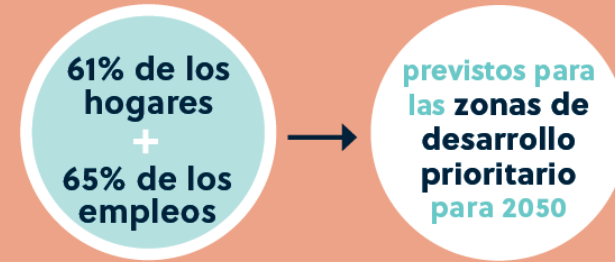 61% de los
hogares
+
65% de los
empleos
previstos para
las zonas de
desarrollo
prioritario
para 2050